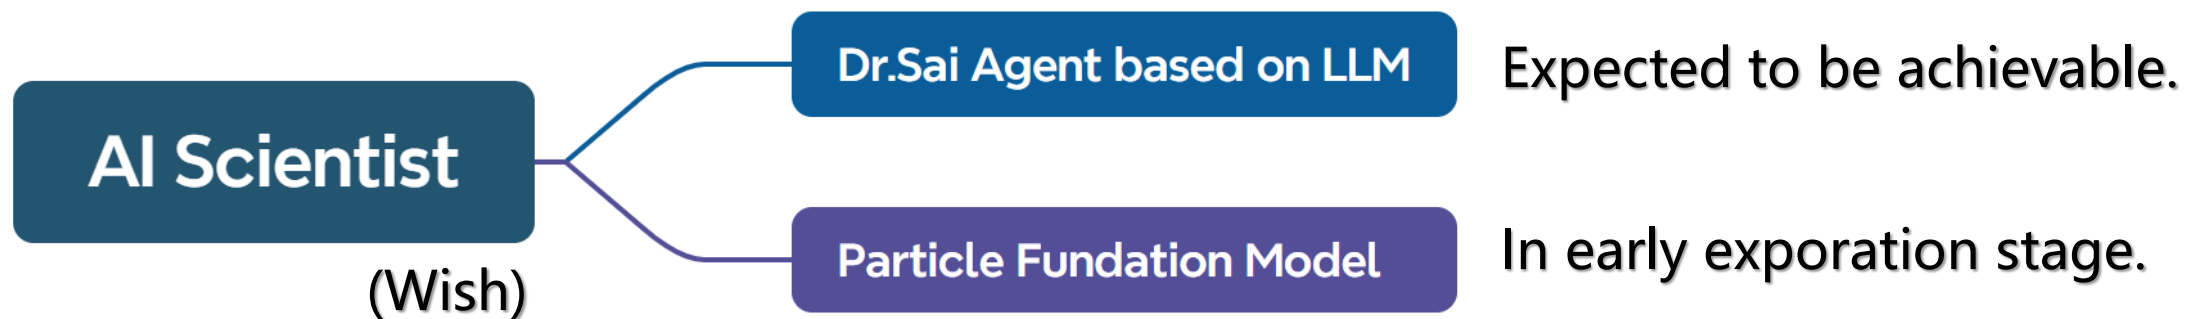 Dr.Sai Agent based on LLM
Expected to be achievable.
AI Scientist
(Wish)
Particle Fundation Model
In early exporation stage.